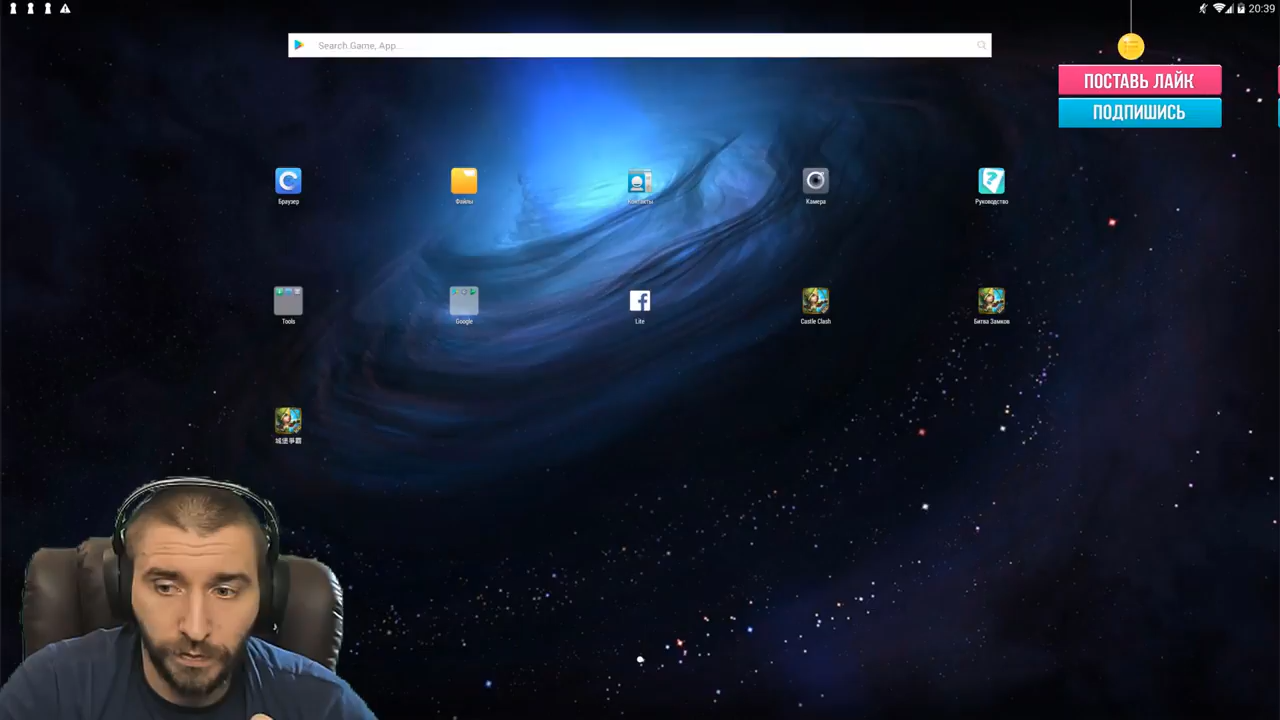 20:39
Search Game, App...
ПОСТАВЬ ЛАЙК
ПОДПИШИСЬ
Браузер
Файлы
Контакты
Камера
Руководство
Tools
Google
Lite
Castle Clash
Битва Замков
城堡爭霸